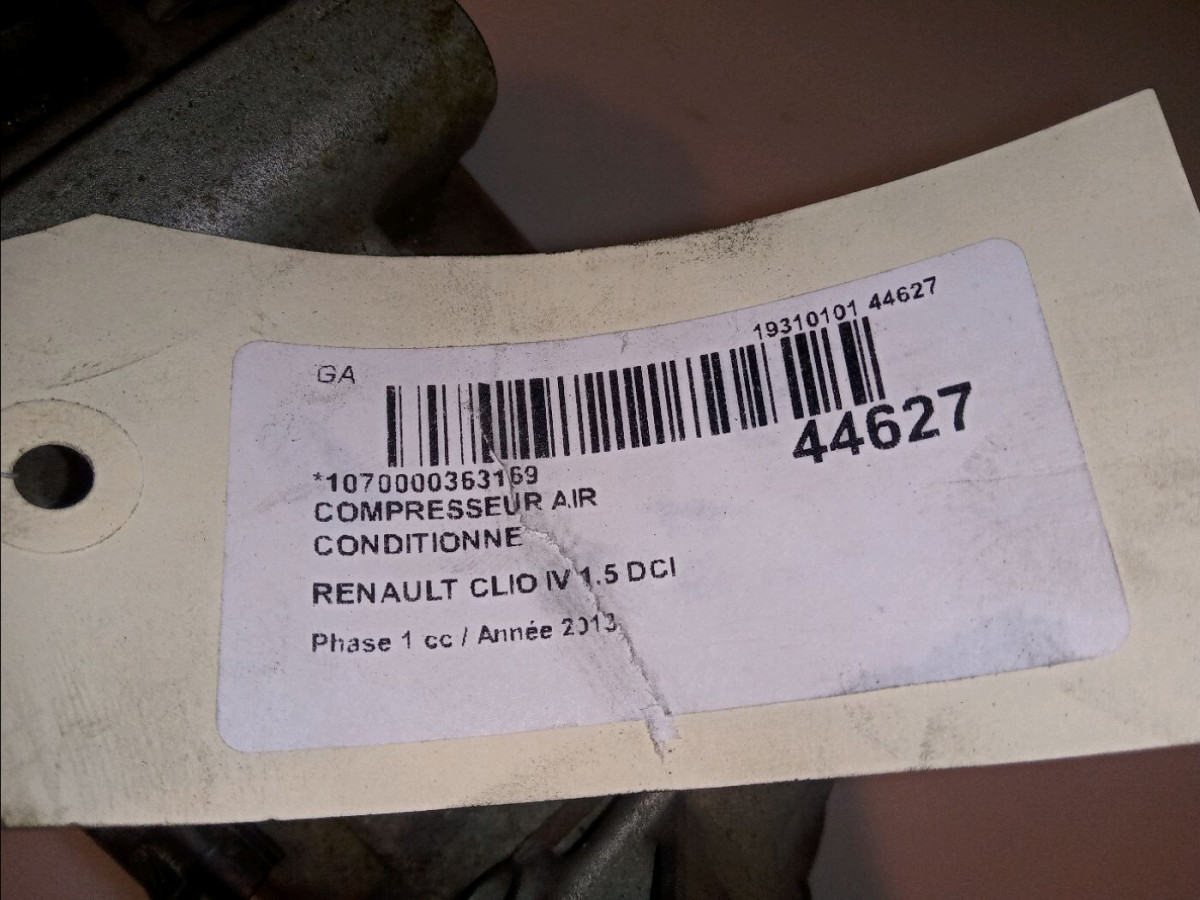 19310101 44627
GA
44627
*1070000363169
COMPRESSEUR AIR
CONDITIONNE
RENAULT CLIO IV 1.5 DCI
Phase 1 cc / Année 2013